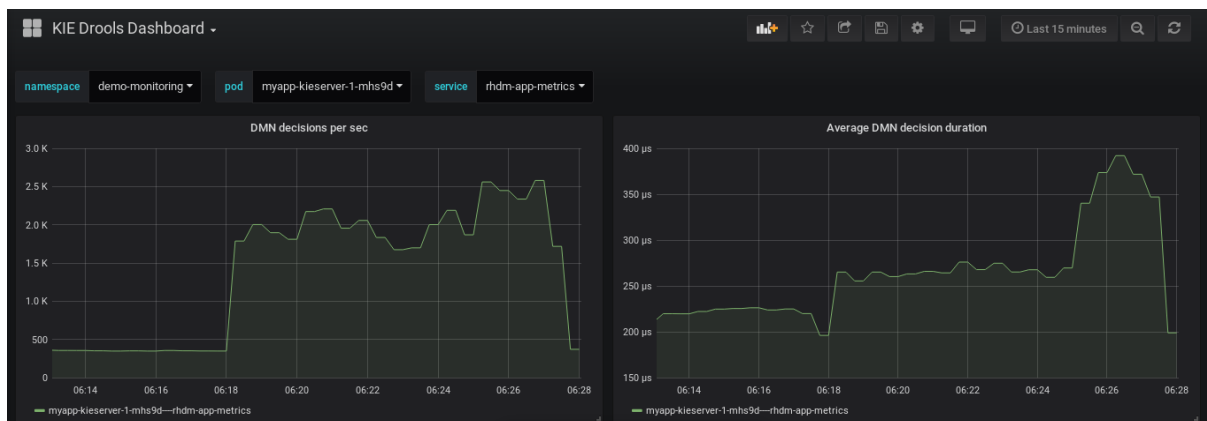 KIE Drools Dashboard
Last 15 minutes
namespace demo-monitoring pod myapp-kieserver-1-mhs9d service rhdm-app-metrics
DMN decisions per sec
3.0 K
2.5 K
2.0 K
1.5 K
1.0 K
500
0
06:14 06:16 06:18 06:20 06:22 06:24 06:26 06:28
myapp-kieserver-1-mhs9d—rhdm-app-metrics
Average DMN decision duration
400 µs
350 µs
300 µs
250 µs
200 µs
150 µs
06:14 06:16 06:18 06:20 06:22 06:24 06:26 06:28
myapp-kieserver-1-mhs9d—rhdm-app-metrics